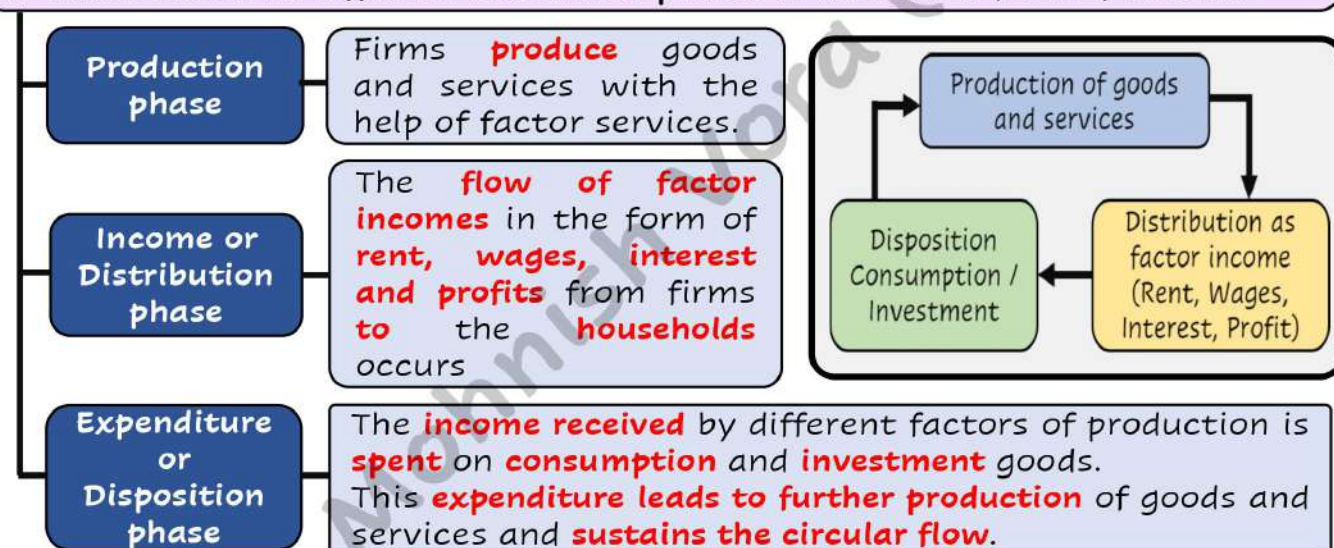 Production
phase
Firms produce goods
and services with the
help of factor services.
Income or
Distribution
phase
The flow of factor
incomes in the form of
rent, wages, interest
and profits from firms
to the households
occurs
Production of goods
and services
Disposition
Consumption /
Investment
Distribution as
factor income
(Rent, Wages,
Interest, Profit)
Expenditure
or
Disposition
phase
The income received by different factors of production is
spent on consumption and investment goods.
This expenditure leads to further production of goods and
services and sustains the circular flow.
Mohnish Vora